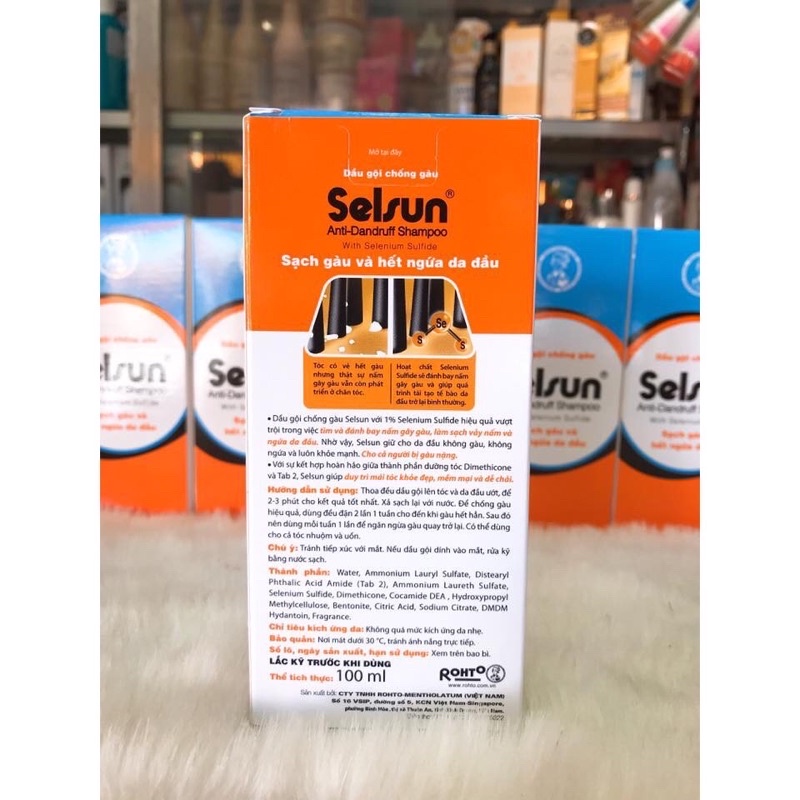 Mở tại đây
Dầu gội chống gàu
Selsun®
Anti-Dandruff Shampoo
With Selenium Sulfide
Sạch gàu và hết ngứa da đầu
Se
S
S
Tóc có vẻ hết gàu
nhưng thật sự nấm
gây gàu vẫn còn phát
triển ở chân tóc.
Hoạt chất Selenium
Sulfide sẽ đánh bay nấm
gây gàu và giúp quá
trình tái tạo tế bào da
đầu trở lại bình thường.
• Dầu gội chống gàu Selsun với 1% Selenium Sulfide hiệu quả vượt
trội trong việc tìm và đánh bay nấm gây gàu, làm sạch vảy nấm và
ngứa da đầu. Nhờ vậy, Selsun giữ cho da đầu không gàu, không
ngứa và luôn khỏe mạnh. Cho cả người bị gàu nặng.
• Với sự kết hợp hoàn hảo giữa thành phần dưỡng tóc Dimethicone
và Tab 2, Selsun giúp duy trì mái tóc khỏe đẹp, mềm mại và dễ chải.
Hướng dẫn sử dụng: Thoa đều dầu gội lên tóc và da đầu ướt, để
2-3 phút cho kết quả tốt nhất. Xả sạch lại với nước. Để chống gàu
hiệu quả, dùng đều đặn 2 lần 1 tuần cho đến khi gàu hết hẳn. Sau đó
nên dùng mỗi tuần 1 lần để ngăn ngừa gàu quay trở lại. Có thể dùng
cho cả tóc nhuộm và uốn.
Chú ý: Tránh tiếp xúc với mắt. Nếu dầu gội dính vào mắt, rửa kỹ
bằng nước sạch.
Thành phần: Water, Ammonium Lauryl Sulfate, Distearyl
Phthalic Acid Amide (Tab 2), Ammonium Laureth Sulfate,
Selenium Sulfide, Dimethicone, Cocamide DEA , Hydroxypropyl
Methylcellulose, Bentonite, Citric Acid, Sodium Citrate, DMDM
Hydantoin, Fragrance.
Chỉ tiêu kích ứng da: Không quá mức kích ứng da nhẹ.
Bảo quản: Nơi mát dưới 30 °C, tránh ánh nắng trực tiếp.
Số lô, ngày sản xuất, hạn sử dụng: Xem trên bao bì.
LẮC KỸ TRƯỚC KHI DÙNG
Thể tích thực: 100 ml
ROHTO
www.rohto.com.vn
Sản xuất bởi: CTY TNHH ROHTO-MENTHOLATUM (VIỆT NAM)
Số 16 VSIP, đường số 5, KCN Việt Nam-Singapore,
phường Bình Hòa, thị xã Thuận An,